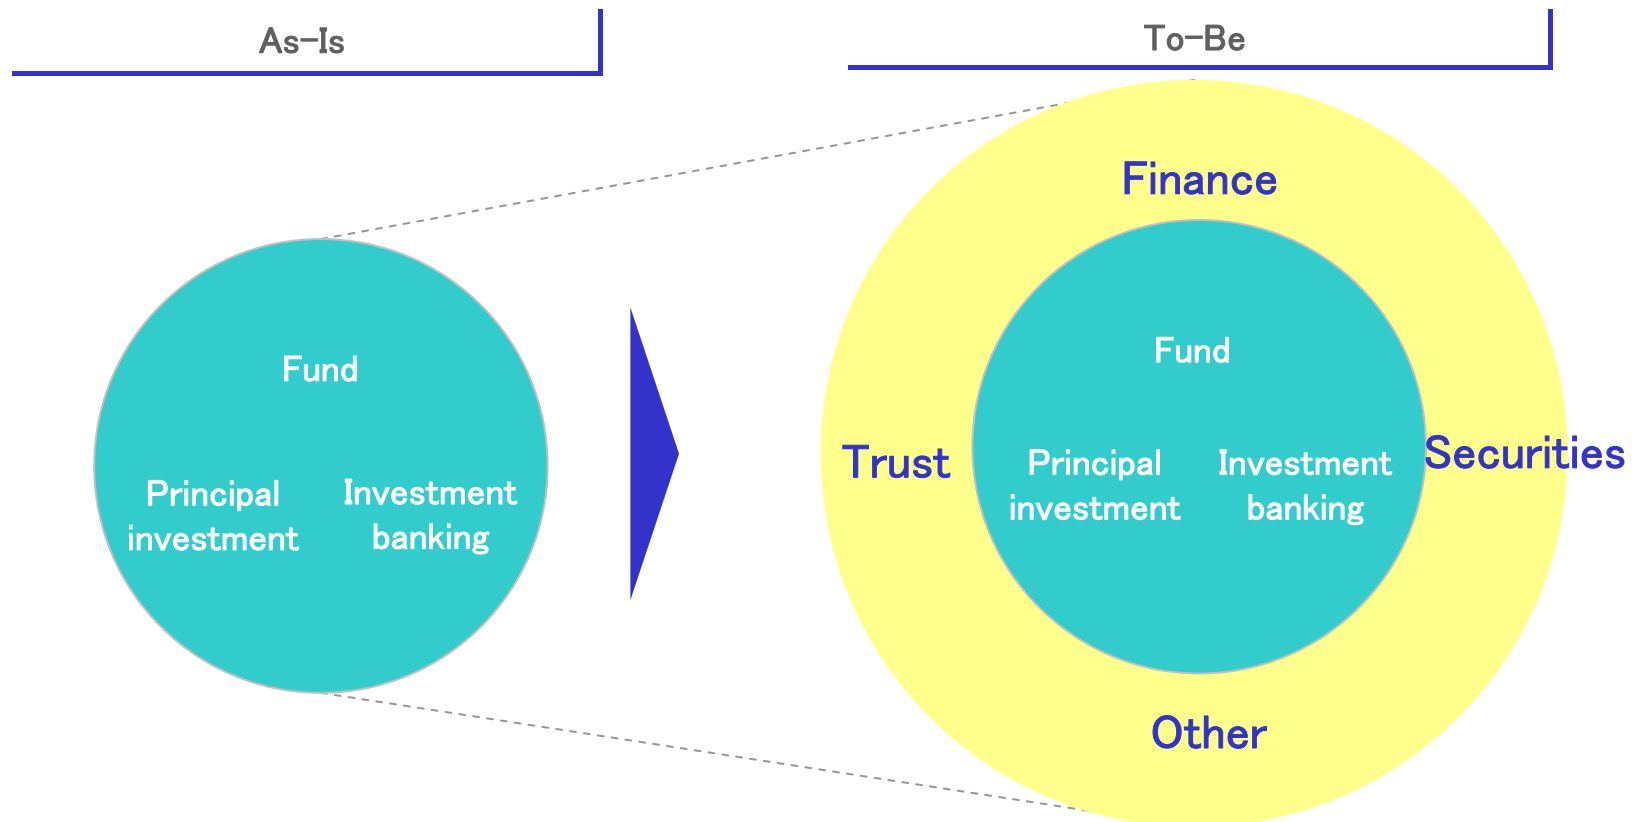 As-Is
To-Be
Fund
Principal
investment
Investment
banking
Finance
Trust
Fund
Principal
investment
Investment
banking
Securities
Other